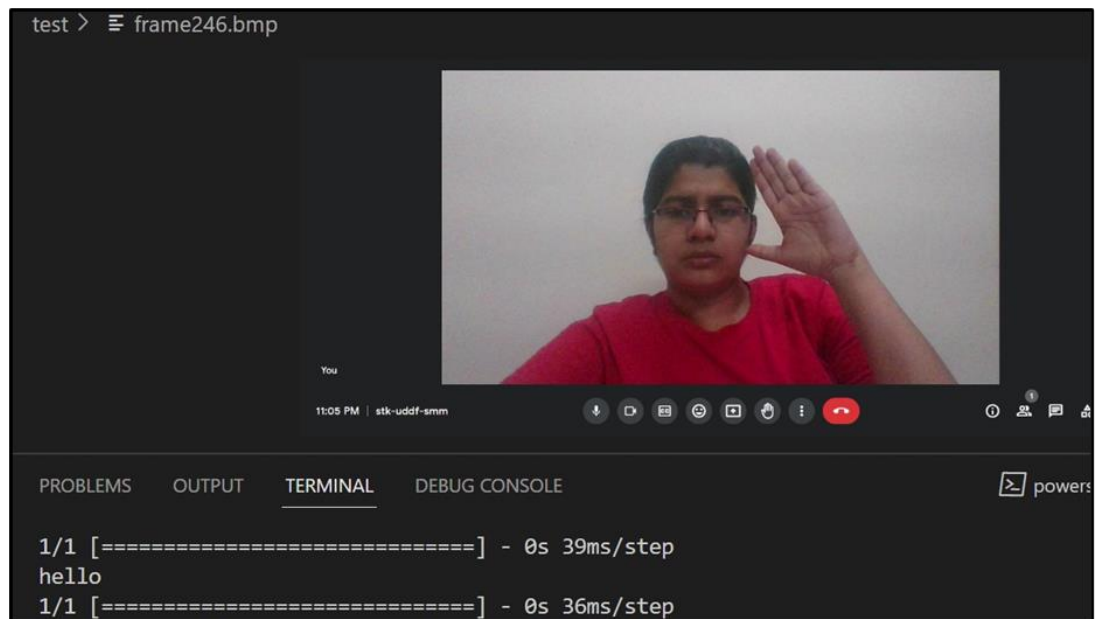 test > frame246.bmp
You
11:05 PM | stk-uddf-smm
1
PROBLEMS OUTPUT TERMINAL DEBUG CONSOLE
powers
1/1 [==============================] - 0s 39ms/step
hello
1/1 [==============================] - 0s 36ms/step